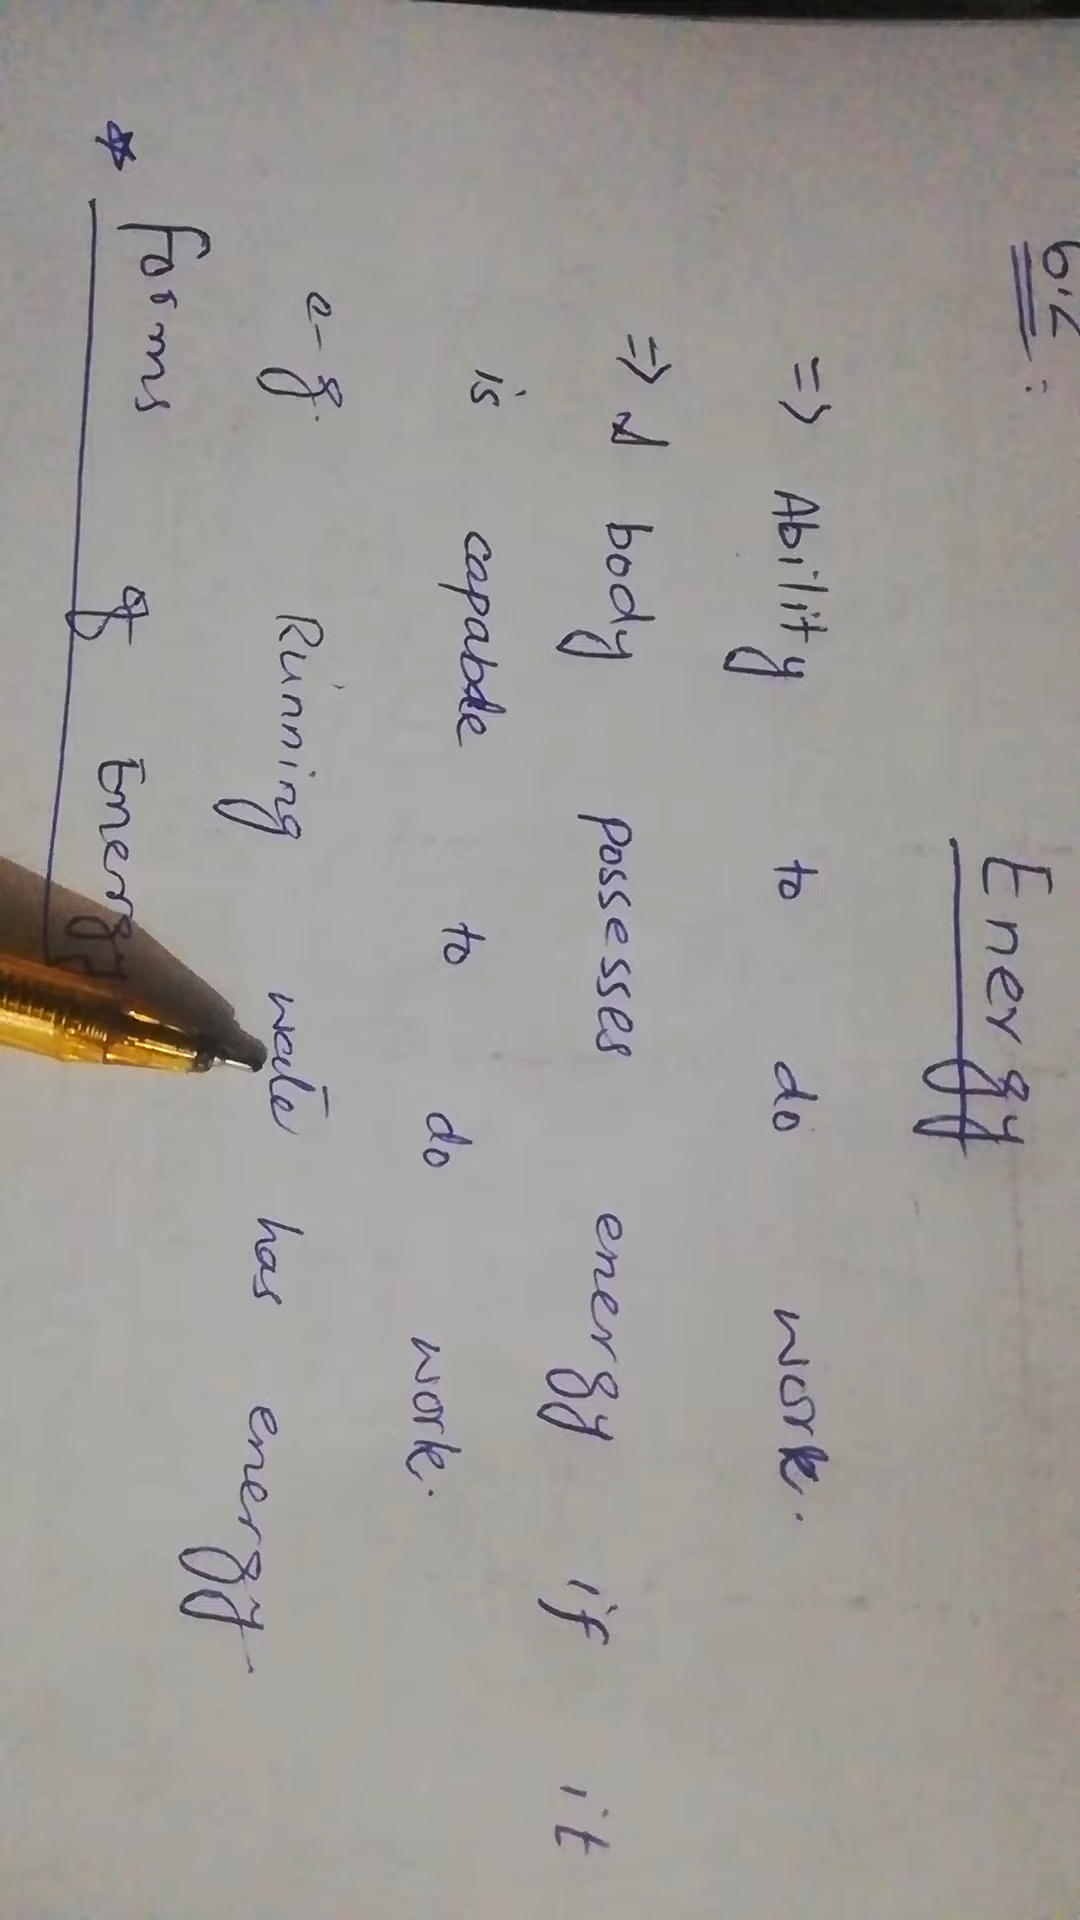 6.2 : Energy
=> Ability to do work.
=> A body possesses energy if it
is capable to do work.
e-g. Running water has energy.
☆ Forms of Energy